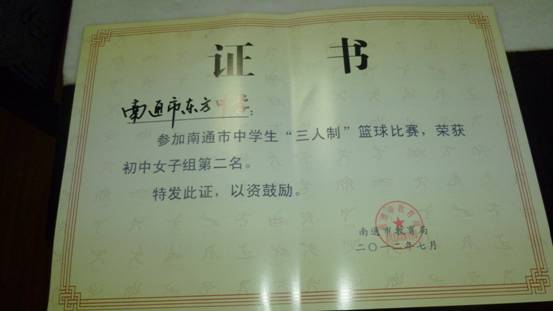 证 书
南通市东方中学:
参加南通市中学生“三人制”篮球比赛，荣获
初中女子组第二名。
特发此证，以资鼓励。
南通市教育局
二〇一二年七月